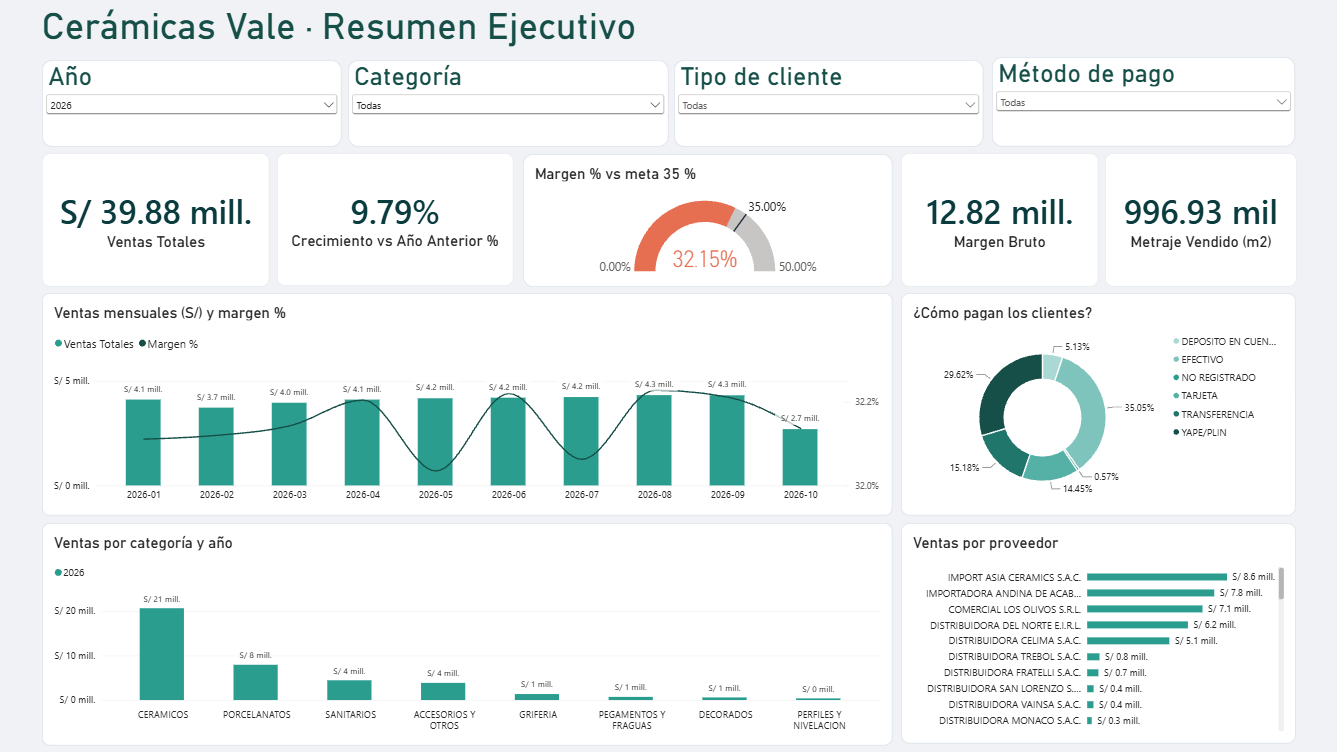 Cerámicas Vale · Resumen Ejecutivo
Año
2026
Categoría
Todas
Tipo de cliente
Todas
Método de pago
Todas
S/ 39.88 mill.
Ventas Totales
9.79%
Crecimiento vs Año Anterior %
Margen % vs meta 35 %
35.00%
32.15%
0.00%
50.00%
12.82 mill.
Margen Bruto
996.93 mil
Metraje Vendido (m2)
Ventas mensuales (S/) y margen %
Ventas Totales Margen %
S/ 5 mill.
S/ 0 mill.
S/ 4.1 mill. S/ 3.7 mill. S/ 4.0 mill. S/ 4.1 mill. S/ 4.2 mill. S/ 4.2 mill. S/ 4.2 mill. S/ 4.3 mill. S/ 4.3 mill. S/ 2.7 mill.
32.2%
32.0%
2026-01 2026-02 2026-03 2026-04 2026-05 2026-06 2026-07 2026-08 2026-09 2026-10
¿Cómo pagan los clientes?
5.13%
35.05%
0.57%
14.45%
15.18%
29.62%
DEPOSITO EN CUEN...
EFECTIVO
NO REGISTRADO
TARJETA
TRANSFERENCIA
YAPE/PLIN
Ventas por categoría y año
2026
S/ 20 mill.
S/ 10 mill.
S/ 0 mill.
S/ 21 mill. S/ 8 mill. S/ 4 mill. S/ 4 mill. S/ 1 mill. S/ 1 mill. S/ 1 mill. S/ 0 mill.
CERAMICOS
PORCELANATOS
SANITARIOS
ACCESORIOS Y
OTROS
GRIFERIA
PEGAMENTOS Y
FRAGUAS
DECORADOS
PERFILES Y
NIVELACION
Ventas por proveedor
IMPORT ASIA CERAMICS S.A.C. S/ 8.6 mill.
IMPORTADORA ANDINA DE ACAB... S/ 7.8 mill.
COMERCIAL LOS OLIVOS S.R.L. S/ 7.1 mill.
DISTRIBUIDORA DEL NORTE E.I.R.L. S/ 6.2 mill.
DISTRIBUIDORA CELIMA S.A.C. S/ 5.1 mill.
DISTRIBUIDORA TREBOL S.A.C. S/ 0.8 mill.
DISTRIBUIDORA FRATELLI S.A.C. S/ 0.7 mill.
DISTRIBUIDORA SAN LORENZO S.... S/ 0.4 mill.
DISTRIBUIDORA VAINSA S.A.C. S/ 0.4 mill.
DISTRIBUIDORA MONACO S.A.C. S/ 0.3 mill.